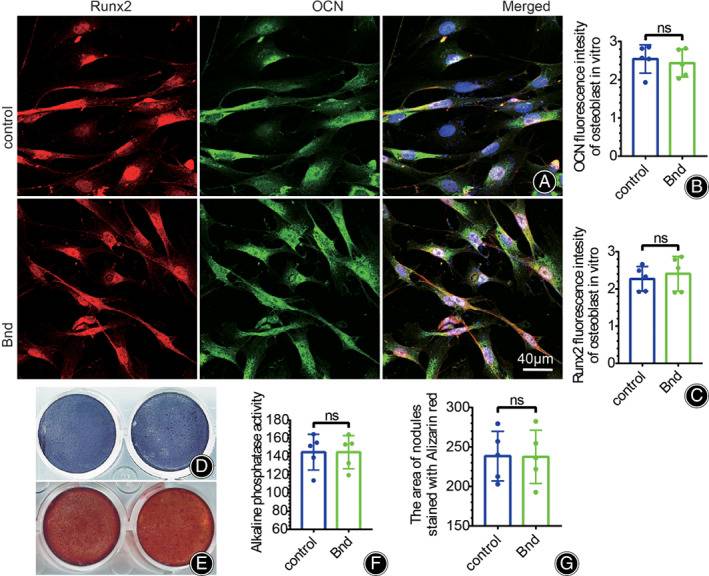 Runx2 OCN Merged
control
A
Bnd
40μm
OCN fluorescence intesity
of osteoblast in vitro
3
2
1
0
ns
control Bnd
B
Runx2 fluorescence intesity
of osteoblast in vitro
3
2
1
0
ns
control Bnd
C
D
E
Alkaline phosphatase activity
180
160
140
120
100
80
60
ns
control Bnd
F
The area of nodules
stained with Alizarin red
300
250
200
150
ns
control Bnd
G